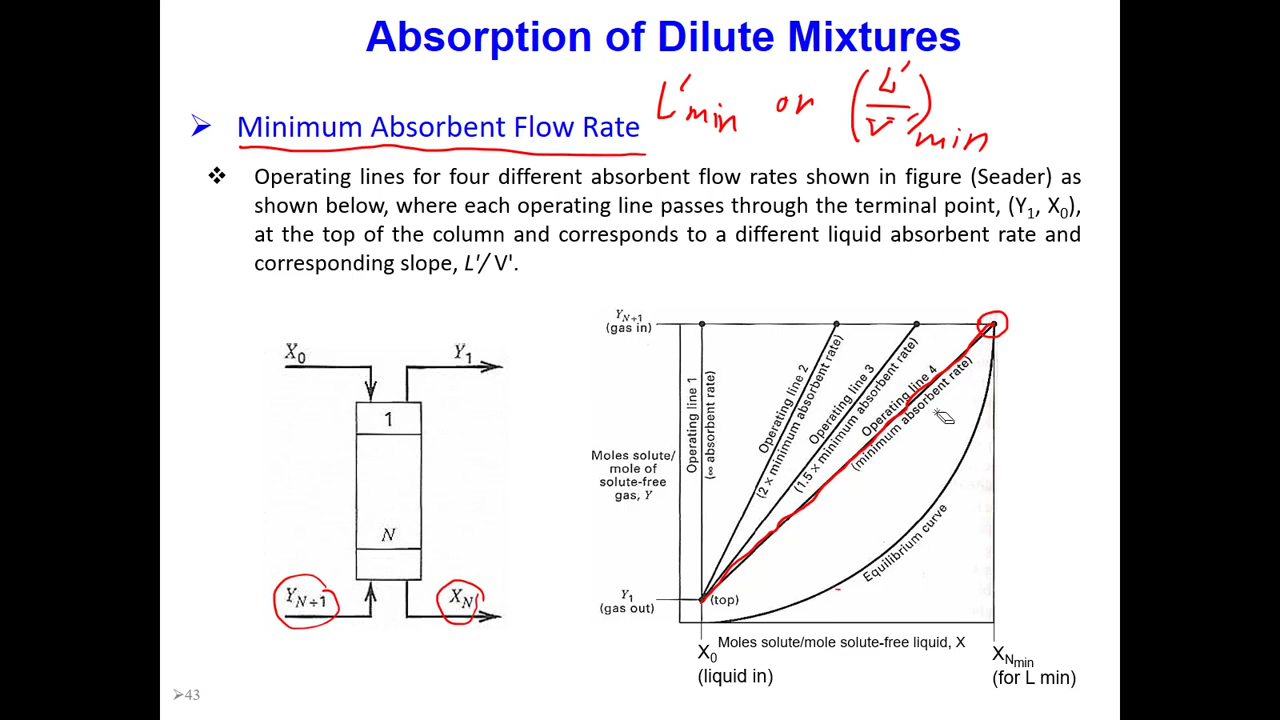 Absorption of Dilute Mixtures
L'min or (L'/V')min
➢ Minimum Absorbent Flow Rate
❖ Operating lines for four different absorbent flow rates shown in figure (Seader) as
shown below, where each operating line passes through the terminal point, (Y1, X0),
at the top of the column and corresponds to a different liquid absorbent rate and
corresponding slope, L'/ V'.
X0
Y1
1
N
YN+1
XN
YN+1
(gas in)
Operating line 1
(∞ absorbent rate)
Operating line 2
(2 × minimum absorbent rate)
Operating line 3
(1.5 × minimum absorbent rate)
Operating line 4
(minimum absorbent rate)
Equilibrium curve
Moles solute/
mole of
solute-free
gas, Y
Y1
(gas out)
(top)
Moles solute/mole solute-free liquid, X
X0
(liquid in)
XNmin
(for L min)
➢43